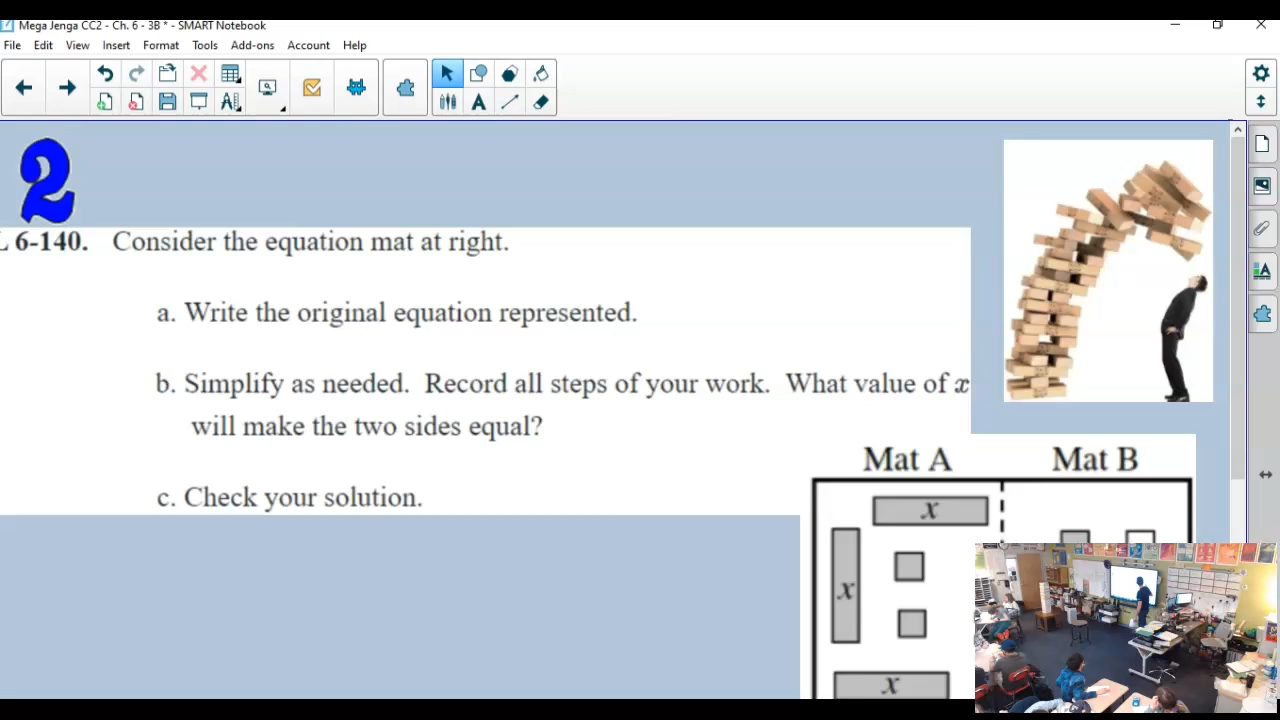 Mega Jenga CC2 - Ch. 6 - 3B * - SMART Notebook
File Edit View Insert Format Tools Add-ons Account Help
2
L 6-140. Consider the equation mat at right.
a. Write the original equation represented.
b. Simplify as needed. Record all steps of your work. What value of x
will make the two sides equal?
c. Check your solution.
Mat A Mat B
x
x
x